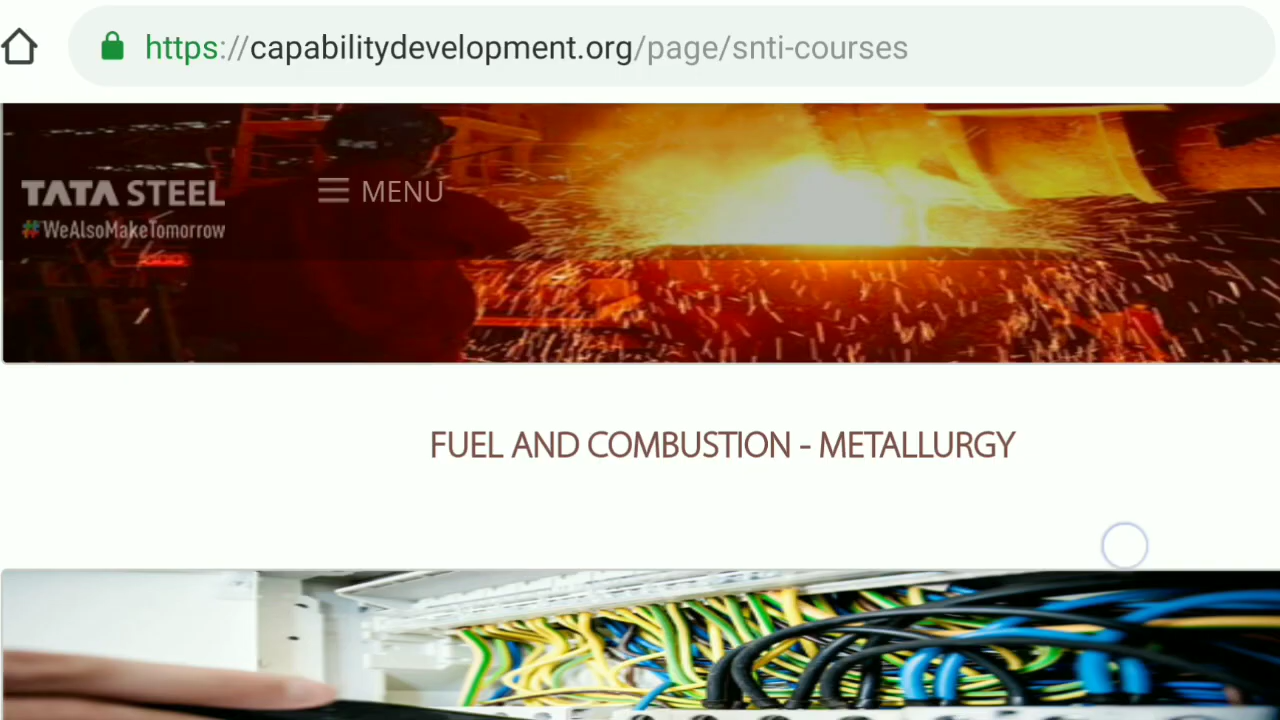 https://capabilitydevelopment.org/page/snti-courses
TATA STEEL
MENU
#WeAlsoMakeTomorrow
FUEL AND COMBUSTION - METALLURGY